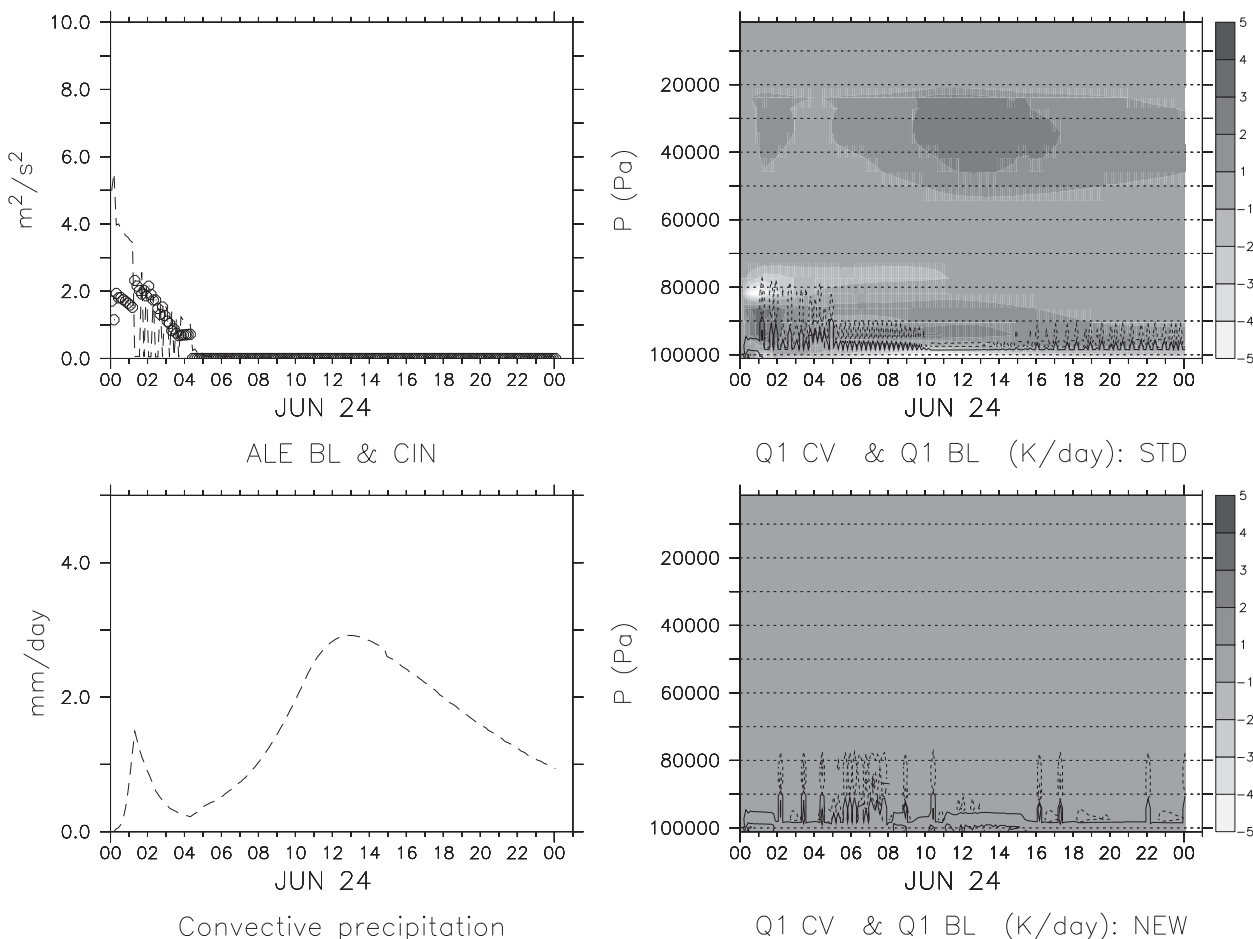 10.0
8.0
6.0
4.0
2.0
0.0
m²/s²
00 02 04 06 08 10 12 14 16 18 20 22 00
JUN 24
ALE BL & CIN
20000
40000
60000
80000
100000
P (Pa)
00 02 04 06 08 10 12 14 16 18 20 22 00
JUN 24
5
4
3
2
1
-1
-2
-3
-4
-5
Q1 CV & Q1 BL (K/day): STD
4.0
2.0
0.0
mm/day
00 02 04 06 08 10 12 14 16 18 20 22 00
JUN 24
Convective precipitation
20000
40000
60000
80000
100000
P (Pa)
00 02 04 06 08 10 12 14 16 18 20 22 00
JUN 24
5
4
3
2
1
-1
-2
-3
-4
-5
Q1 CV & Q1 BL (K/day): NEW